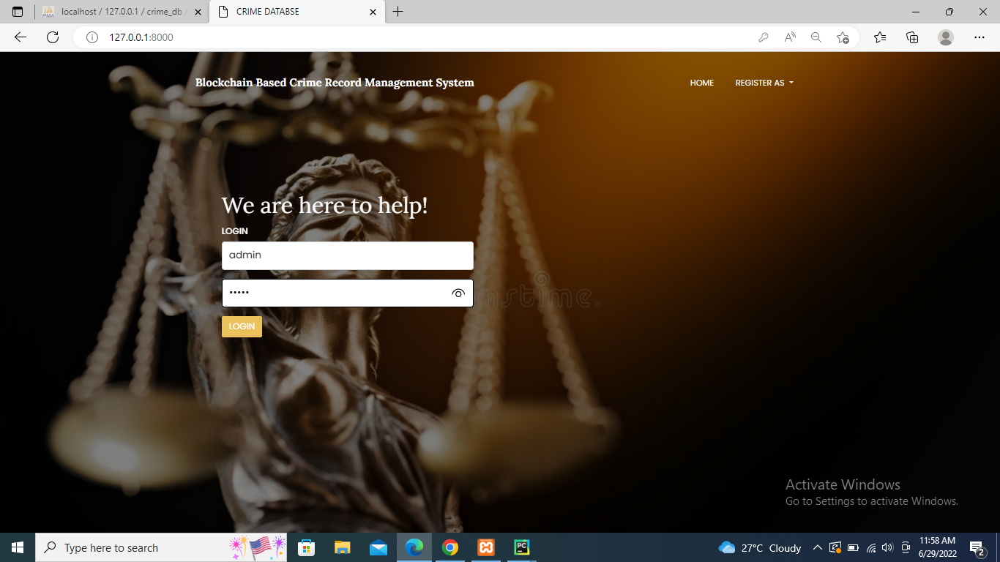 localhost / 127.0.0.1 / crime_db /
CRIME DATABSE
127.0.0.1:8000
Blockchain Based Crime Record Management System
HOME
REGISTER AS
We are here to help!
LOGIN
admin
•••••
LOGIN
Activate Windows
Go to Settings to activate Windows.
Type here to search
27°C Cloudy
11:58 AM
6/29/2022
2